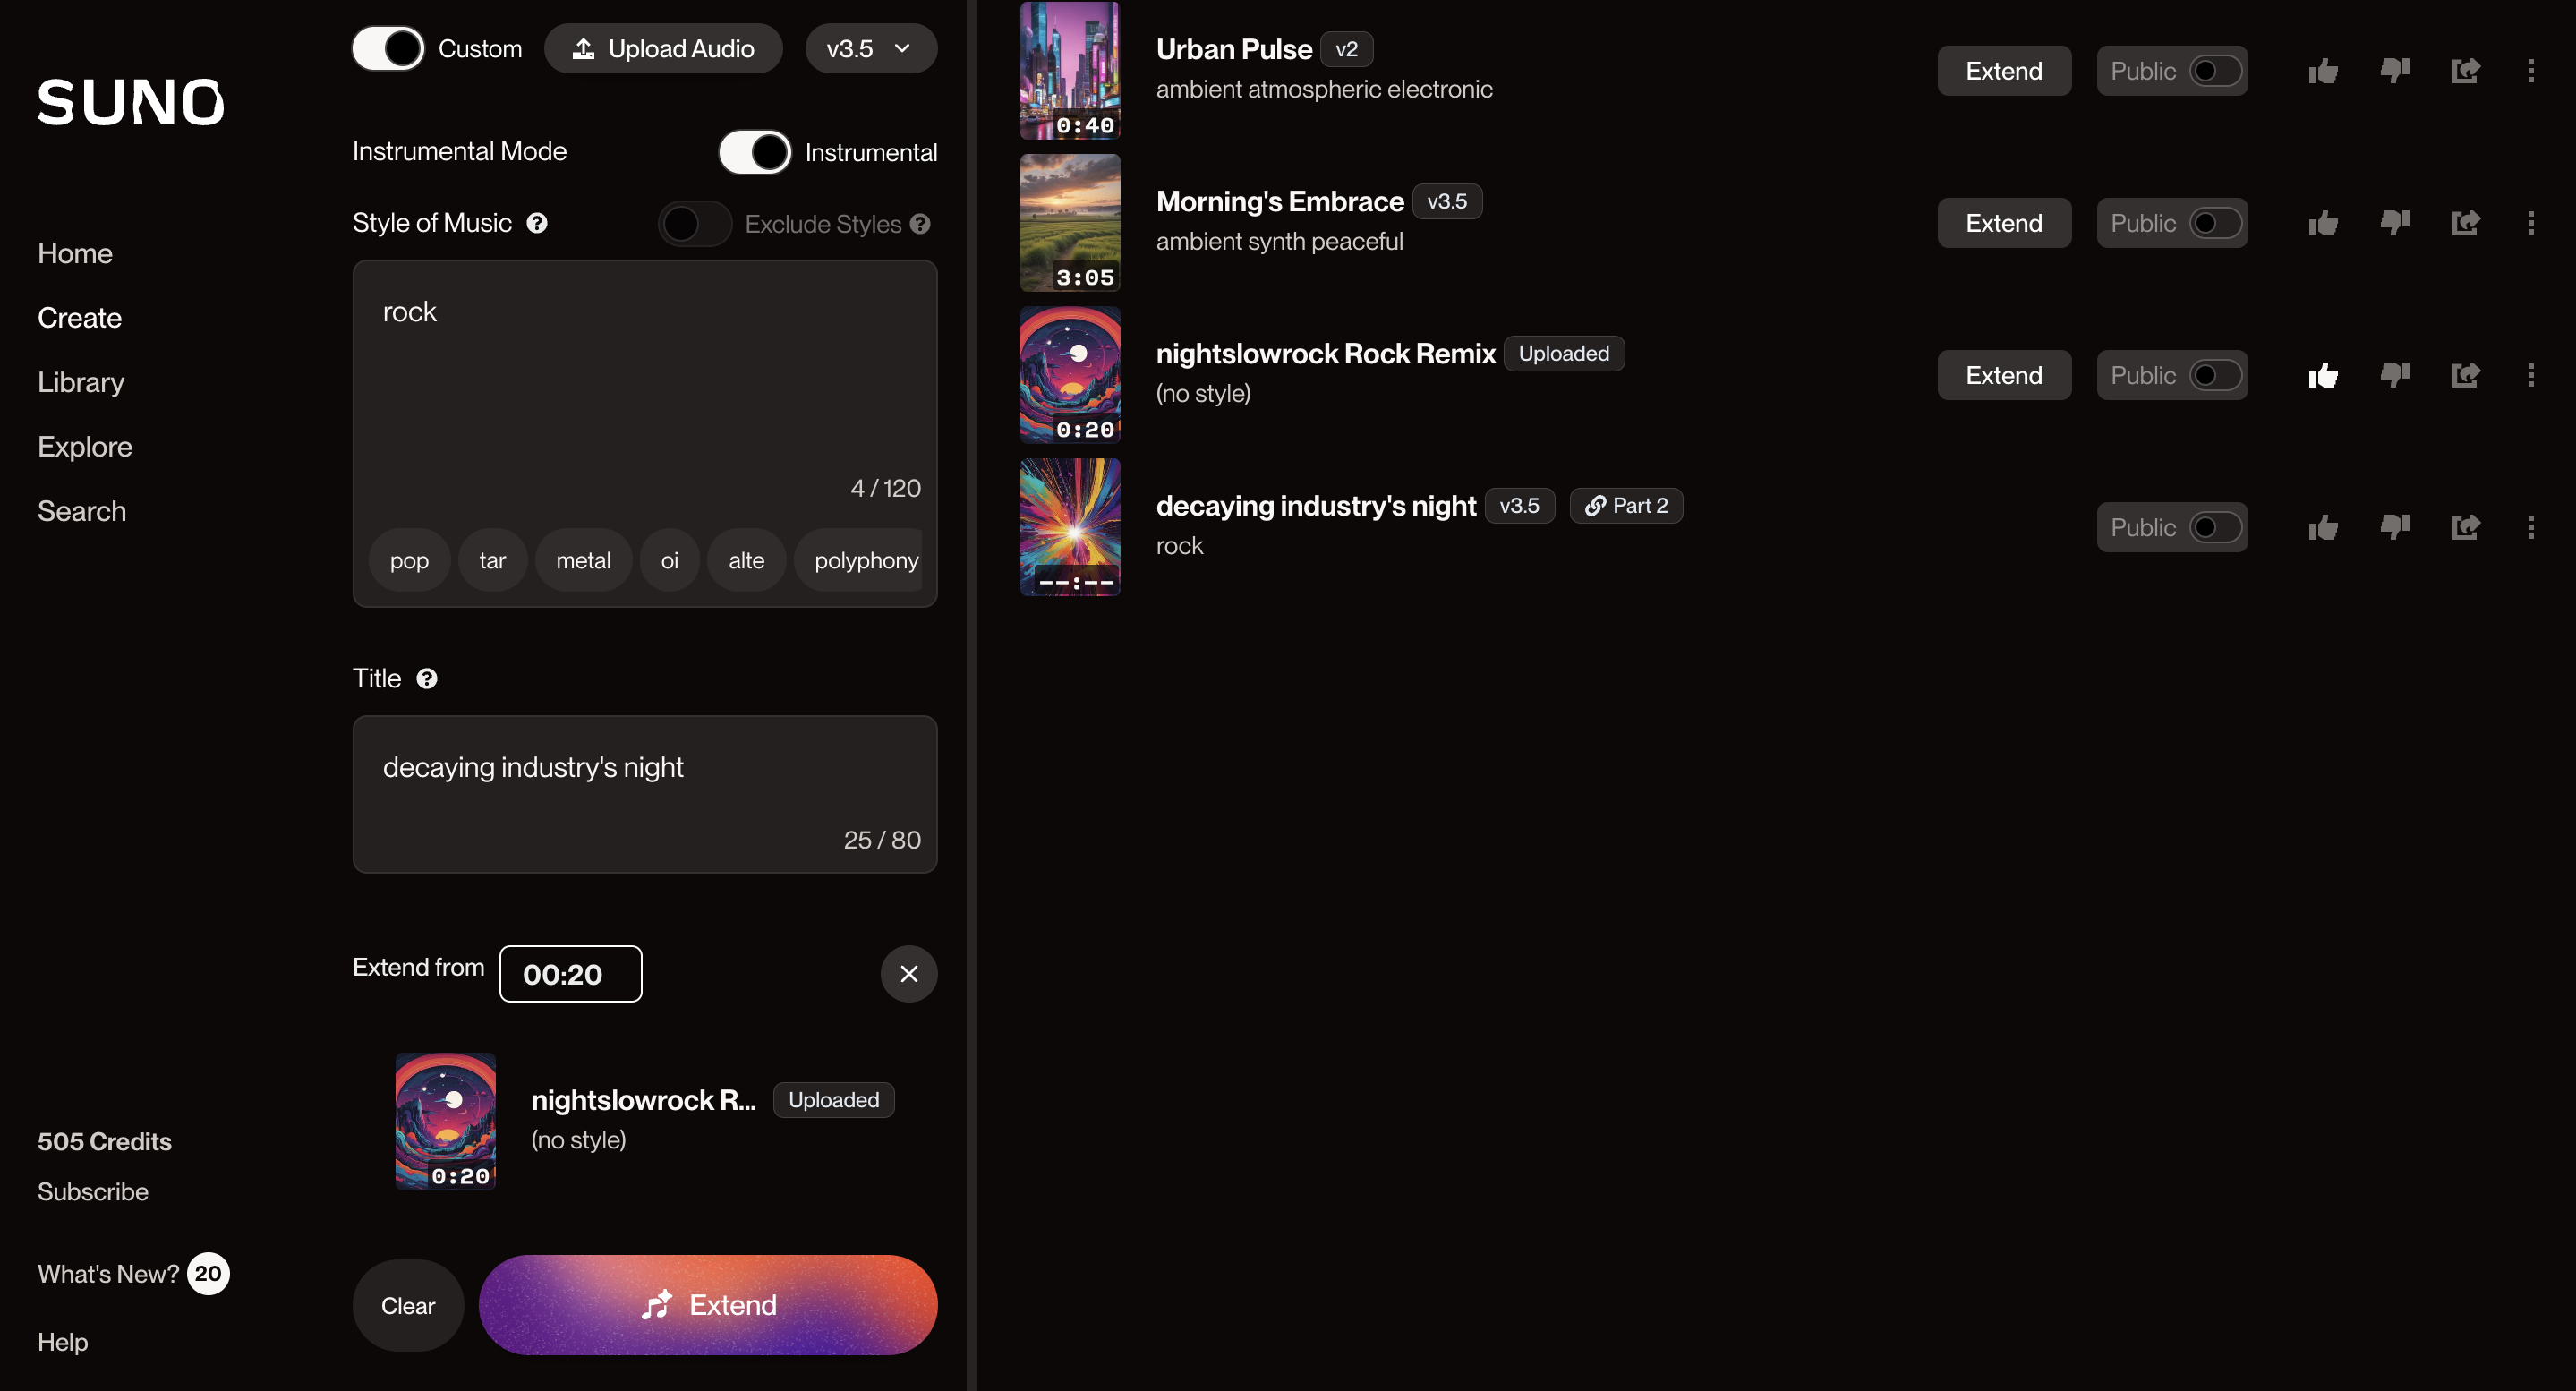 SUNO
Home
Create
Library
Explore
Search
505 Credits
Subscribe
What's New? 20
Help
Custom
Upload Audio
v3.5
Instrumental Mode
Instrumental
Style of Music ?
Exclude Styles ?
rock
4 / 120
pop
tar
metal
oi
alte
polyphony
Title ?
decaying industry's night
25 / 80
Extend from 00:20
nightslowrock R... Uploaded
(no style)
0:20
Clear
Extend
Urban Pulse v2
ambient atmospheric electronic
0:40
Extend
Public
Morning's Embrace v3.5
ambient synth peaceful
3:05
Extend
Public
nightslowrock Rock Remix Uploaded
(no style)
0:20
Extend
Public
decaying industry's night v3.5 Part 2
rock
--:--
Public